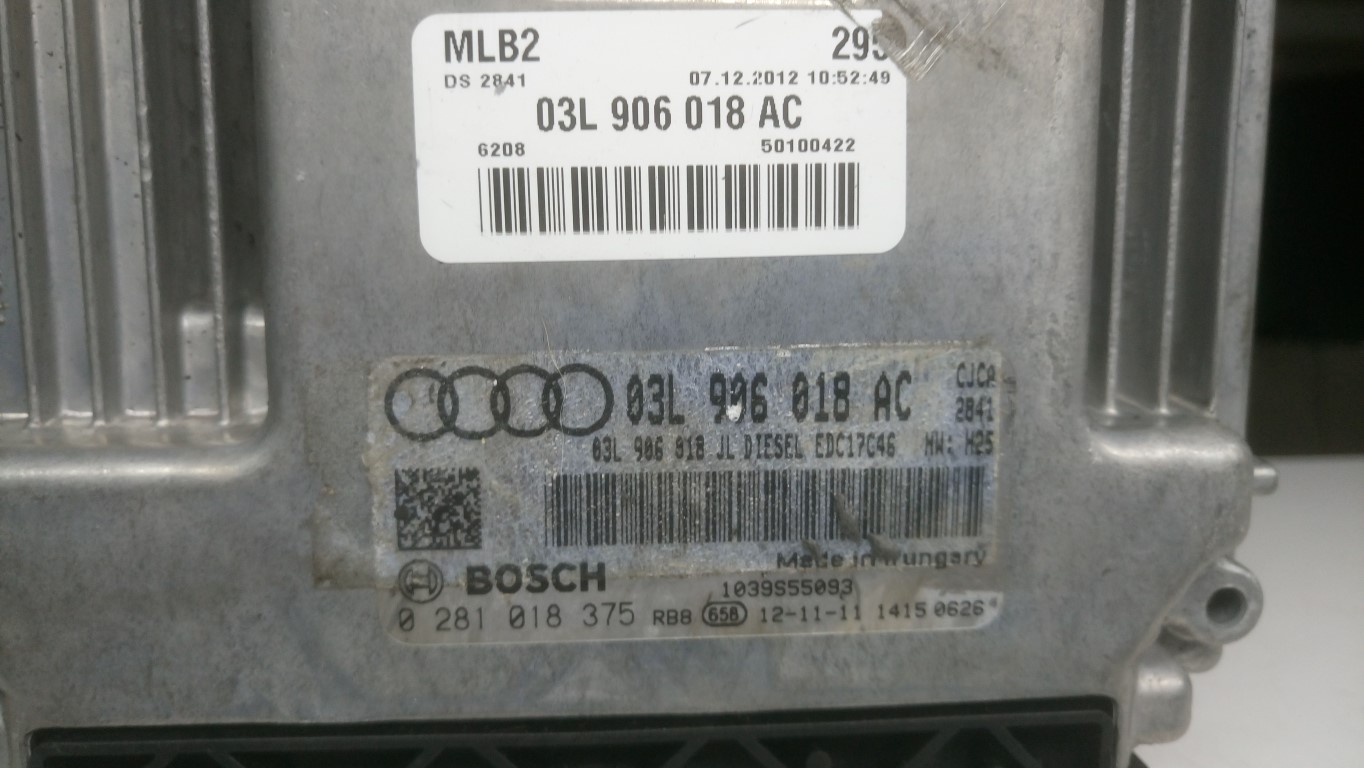 MLB2
DS 2841 07.12.2012 10:52:49
03L 906 018 AC
6208 50100422
03L 906 018 AC CJCA
2841
03L 906 018 JL DIESEL EDC17C46 HW: H25
Made in Hungary
BOSCH 1039S55093
0 281 018 375 RB8 658 12-11-11 1415 0626